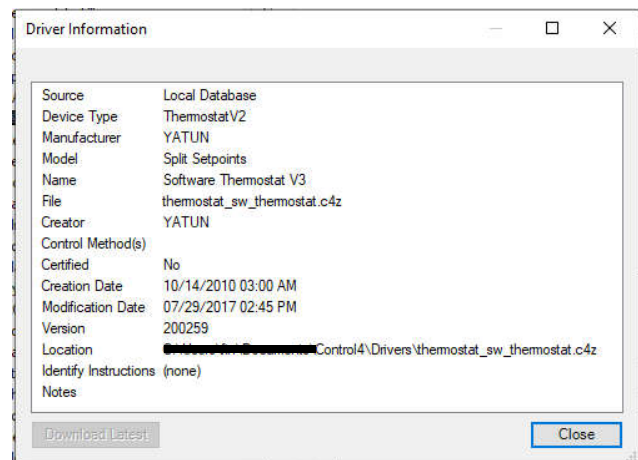 Driver Information
Source Local Database
Device Type ThermostatV2
Manufacturer YATUN
Model Split Setpoints
Name Software Thermostat V3
File thermostat_sw_thermostat.c4z
Creator YATUN
Control Method(s)
Certified No
Creation Date 10/14/2010 03:00 AM
Modification Date 07/29/2017 02:45 PM
Version 200259
Location Control4\Drivers\thermostat_sw_thermostat.c4z
Identify Instructions (none)
Notes
Download Latest
Close